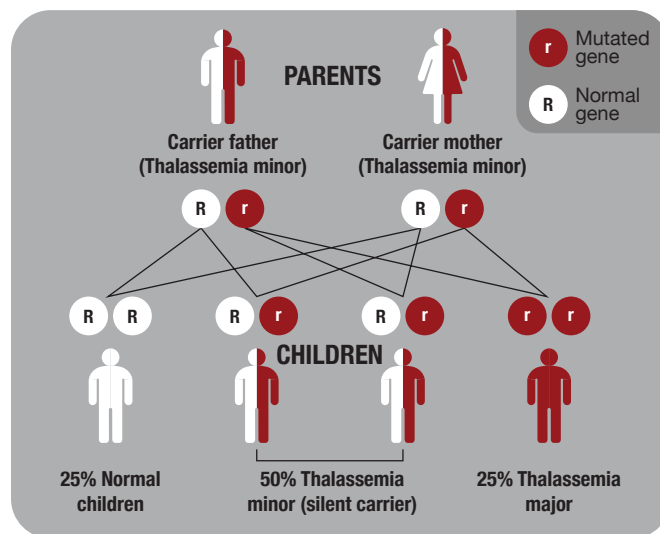 Mutated
gene
r
Normal
gene
R
PARENTS
Carrier father
(Thalassemia minor)
Carrier mother
(Thalassemia minor)
R r
R r
R R
R r
R r
r r
CHILDREN
25% Normal
children
50% Thalassemia
minor (silent carrier)
25% Thalassemia
major